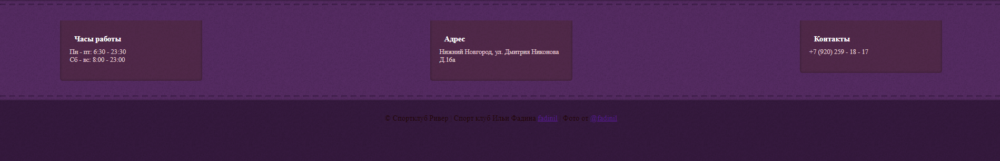 Часы работы
Пн - пт: 6:30 - 23:30
Сб - вс: 8:00 - 23:00
Адрес
Нижний Новгород, ул. Дмитрия Никонова
Д.16а
Контакты
+7 (920) 259 - 18 - 17
© Спортклуб Ривер | Спорт клуб Ильи Фадина fadinil | Фото от @fadinil